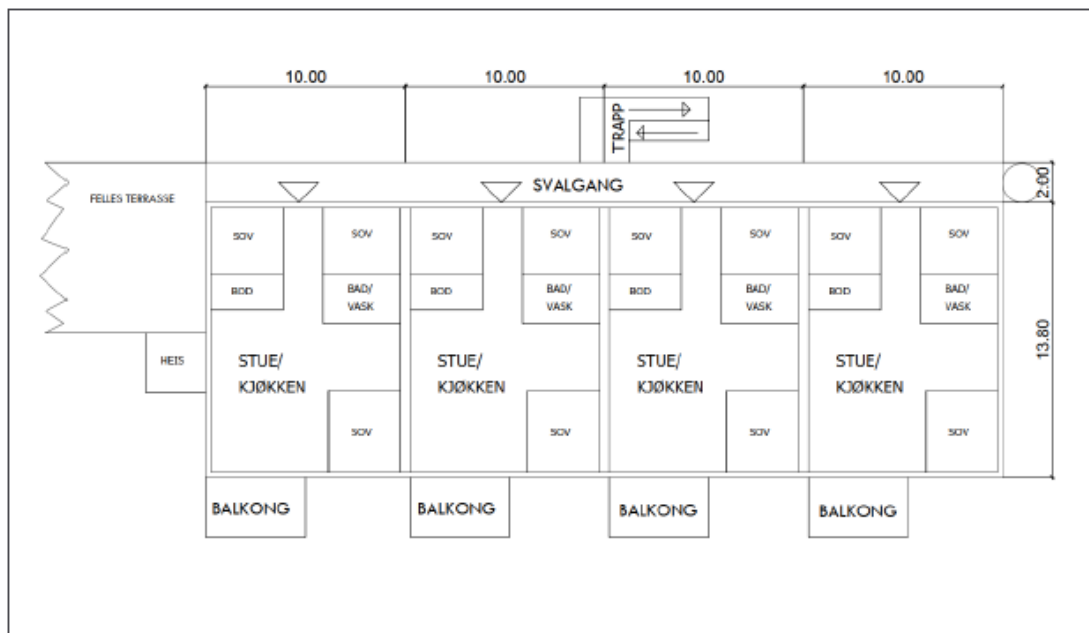 10.00 10.00 10.00 10.00
TRAPP
SVALGANG
2.00
FELLES TERRASSE
SOV SOV SOV SOV SOV SOV SOV SOV
BOD BAD/ BOD BAD/ BOD BAD/ BOD BAD/
VASK VASK VASK VASK
13.80
HEIS
STUE/ STUE/ STUE/ STUE/
KJØKKEN KJØKKEN KJØKKEN KJØKKEN
SOV SOV SOV SOV
BALKONG BALKONG BALKONG BALKONG